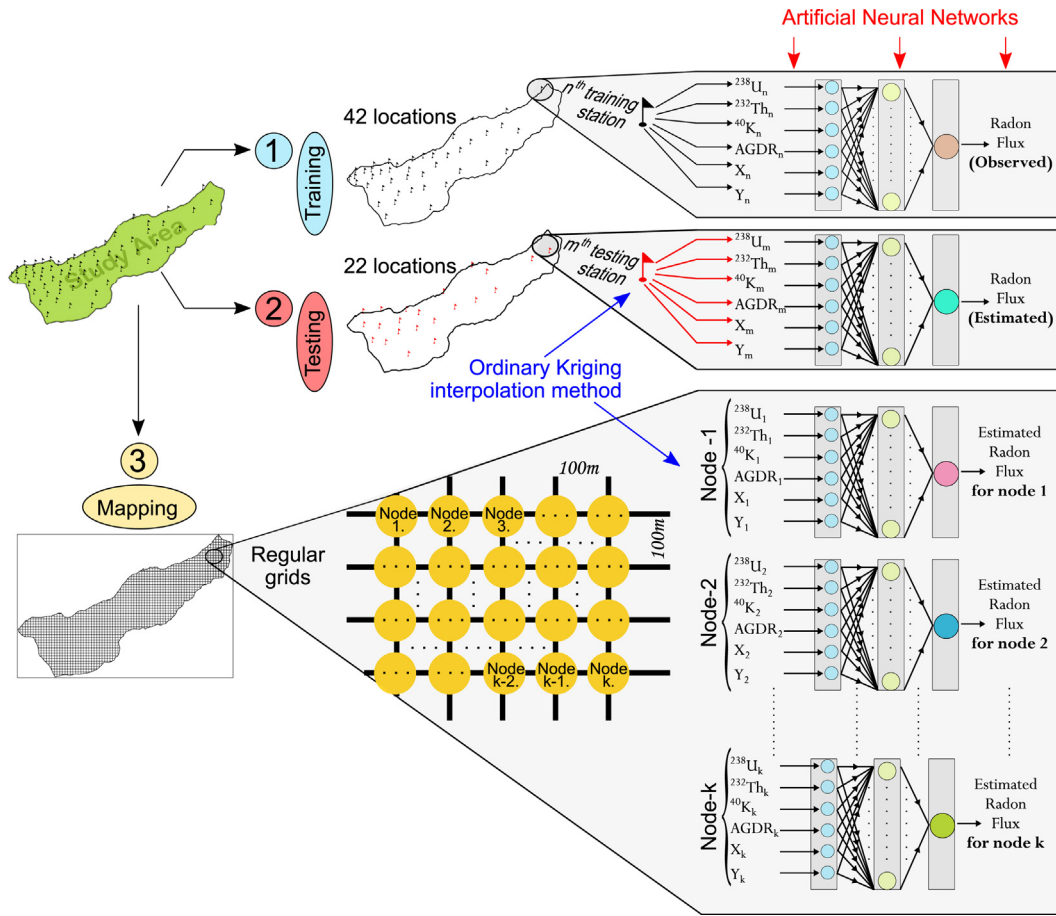 Artificial Neural Networks
Study Area
1
Training
42 locations
nth training
station
238Un
232Thn
40Kn
AGDRn
Xn
Yn
Radon
Flux
(Observed)
2
Testing
22 locations
mth testing
station
238Um
232Thm
40Km
AGDRm
Xm
Ym
Radon
Flux
(Estimated)
Ordinary Kriging
interpolation method
3
Mapping
Regular
grids
100m
100m
Node
1.
Node
2.
Node
3.
Node
k-2.
Node
k-1.
Node
k.
Node -1
238U1
232Th1
40K1
AGDR1
X1
Y1
Estimated
Radon
Flux
for node 1
Node-2
238U2
232Th2
40K2
AGDR2
X2
Y2
Estimated
Radon
Flux
for node 2
Node-k
238Uk
232Thk
40Kk
AGDRk
Xk
Yk
Estimated
Radon
Flux
for node k